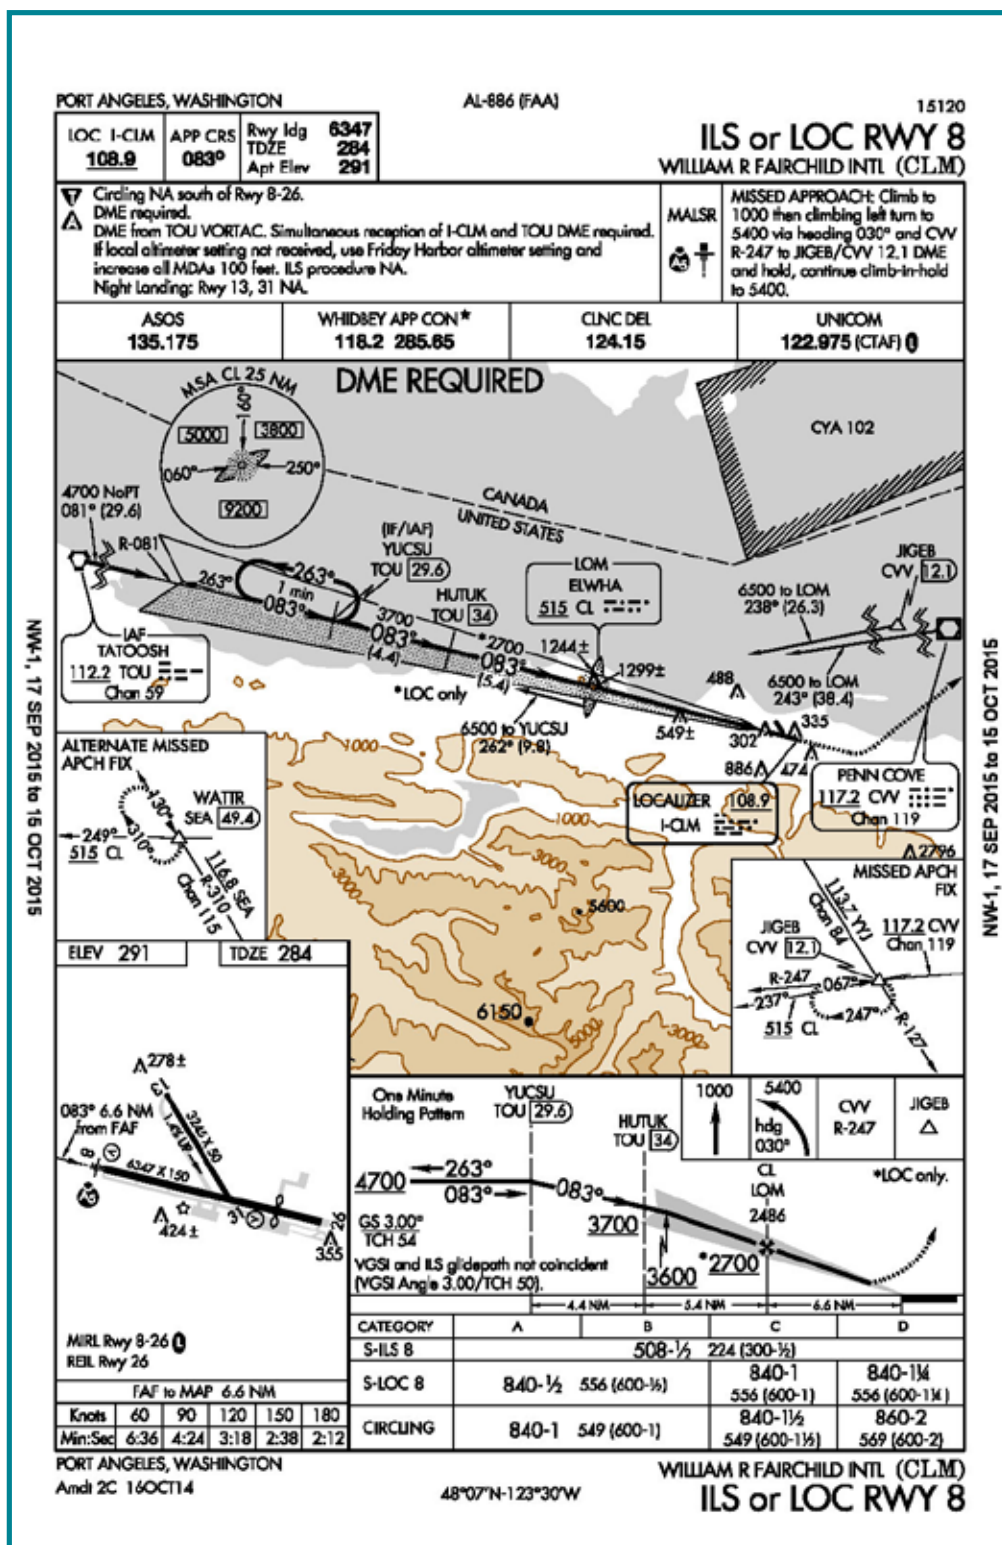 PORT ANGELES, WASHINGTON
AL-886 (FAA)
15120
LOC I-CLM
108.9
APP CRS
083°
Rwy ldg 6347
TDZE 284
Apt Elev 291
ILS or LOC RWY 8
WILLIAM R FAIRCHILD INTL (CLM)
Circling NA south of Rwy 8-26.
DME required.
DME from TOU VORTAC. Simultaneous reception of I-CLM and TOU DME required.
If local altimeter setting not received, use Friday Harbor altimeter setting and
increase all MDAs 100 feet. ILS procedure NA.
Night Landing: Rwy 13, 31 NA.
MALSR
MISSED APPROACH: Climb to
1000 then climbing left turn to
5400 via heading 030° and CVV
R-247 to JIGEB/CVV 12.1 DME
and hold, continue climb-in-hold
to 5400.
ASOS
135.175
WHIDBEY APP CON★
118.2 285.65
CLNC DEL
124.15
UNICOM
122.975 (CTAF) L
DME REQUIRED
MSA CL 25 NM
160°
5000
3800
060°
250°
9200
CYA 102
CANADA
UNITED STATES
4700 NoPT
081° (29.6)
R-081
263°
263°
1 min
083°
(IF/IAF)
YUCSU
TOU 29.6
3700
083°
(4.4)
HUTUK
TOU 34
*2700
083°
(5.4)
LOM
ELWHA
515 CL
1244±
1299±
JIGEB
CVV 12.1
6500 to LOM
238° (26.3)
6500 to LOM
243° (38.4)
IAF
TATOOSH
112.2 TOU
Chan 59
*LOC only
6500 to YUCSU
262° (9.8)
488
549±
302
335
886
474
LOCALIZER 108.9
I-CLM
PENN COVE
117.2 CVV
Chan 119
2796
1000
1000
3000
3000
5600
6150
5000
ALTERNATE MISSED
APCH FIX
WATTR
SEA 49.4
130°
310°
249°
515 CL
116.8 SEA
R-310
Chan 115
MISSED APCH
FIX
113.7 YYJ
Chan 84
117.2 CVV
Chan 119
JIGEB
CVV 12.1
R-247
067°
237°
247°
515 CL
R-127
ELEV 291
TDZE 284
278±
083° 6.6 NM
from FAF
13
3245 X 50
1.4% UP
8
6347 X 150
31
26
424±
355
MIRL Rwy 8-26 L
REIL Rwy 26
FAF to MAP 6.6 NM
Knots 60 90 120 150 180
Min:Sec 6:36 4:24 3:18 2:38 2:12
One Minute
Holding Pattern
YUCSU
TOU 29.6
HUTUK
TOU 34
1000
5400
hdg
030°
CVV
R-247
JIGEB
4700
263°
083°
083°
CL
LOM
2486
*LOC only.
GS 3.00°
TCH 54
3700
3600
*2700
VGSI and ILS glidepath not coincident
(VGSI Angle 3.00/TCH 50).
4.4 NM
5.4 NM
6.6 NM
CATEGORY A B C D
S-ILS 8 508-½ 224 (300-½)
S-LOC 8 840-½ 556 (600-½) 840-1 556 (600-1) 840-1¼ 556 (600-1¼)
CIRCLING 840-1 549 (600-1) 840-1½ 549 (600-1½) 860-2 569 (600-2)
PORT ANGELES, WASHINGTON
Amdt 2C 16OCT14
48°07'N-123°30'W
WILLIAM R FAIRCHILD INTL (CLM)
ILS or LOC RWY 8
NW-1, 17 SEP 2015 to 15 OCT 2015
NW-1, 17 SEP 2015 to 15 OCT 2015